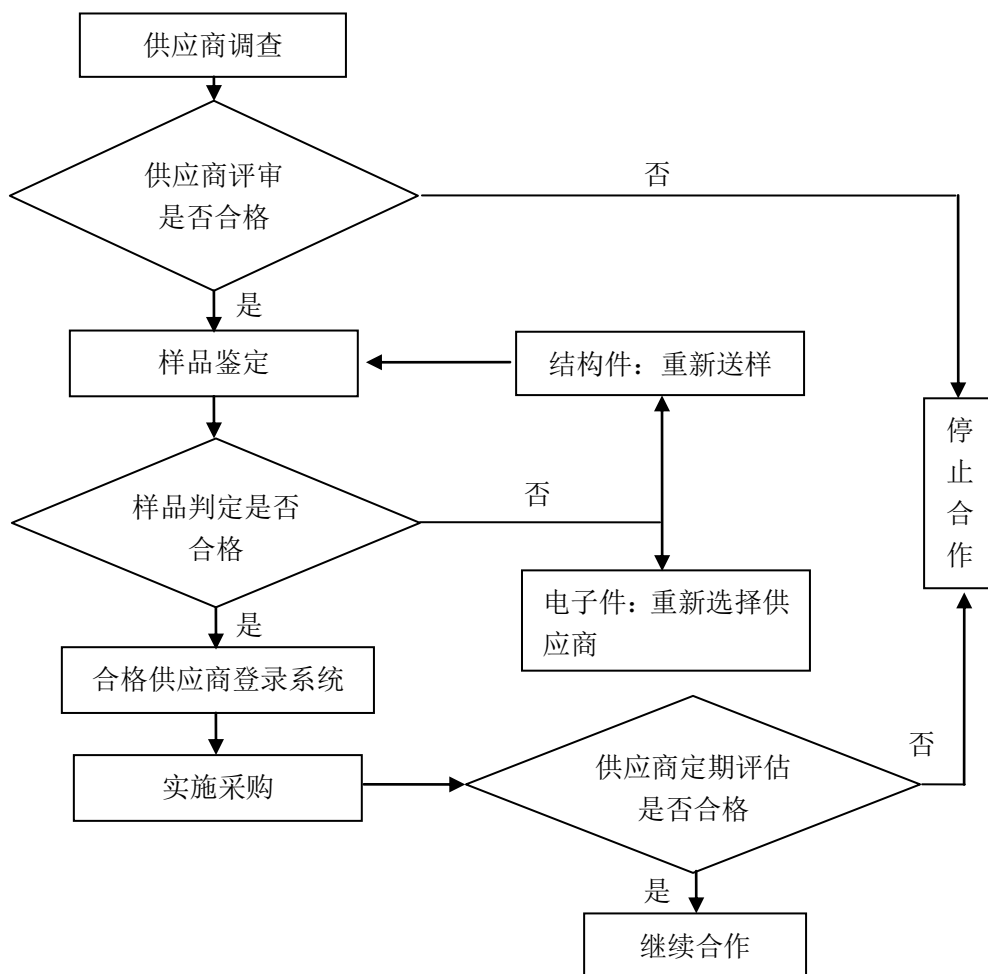 供应商调查
供应商评审
是否合格
否
是
样品鉴定
结构件：重新送样
停
止
合
作
样品判定是否
合格
否
电子件：重新选择供
应商
是
合格供应商登录系统
实施采购
供应商定期评估
是否合格
否
是
继续合作